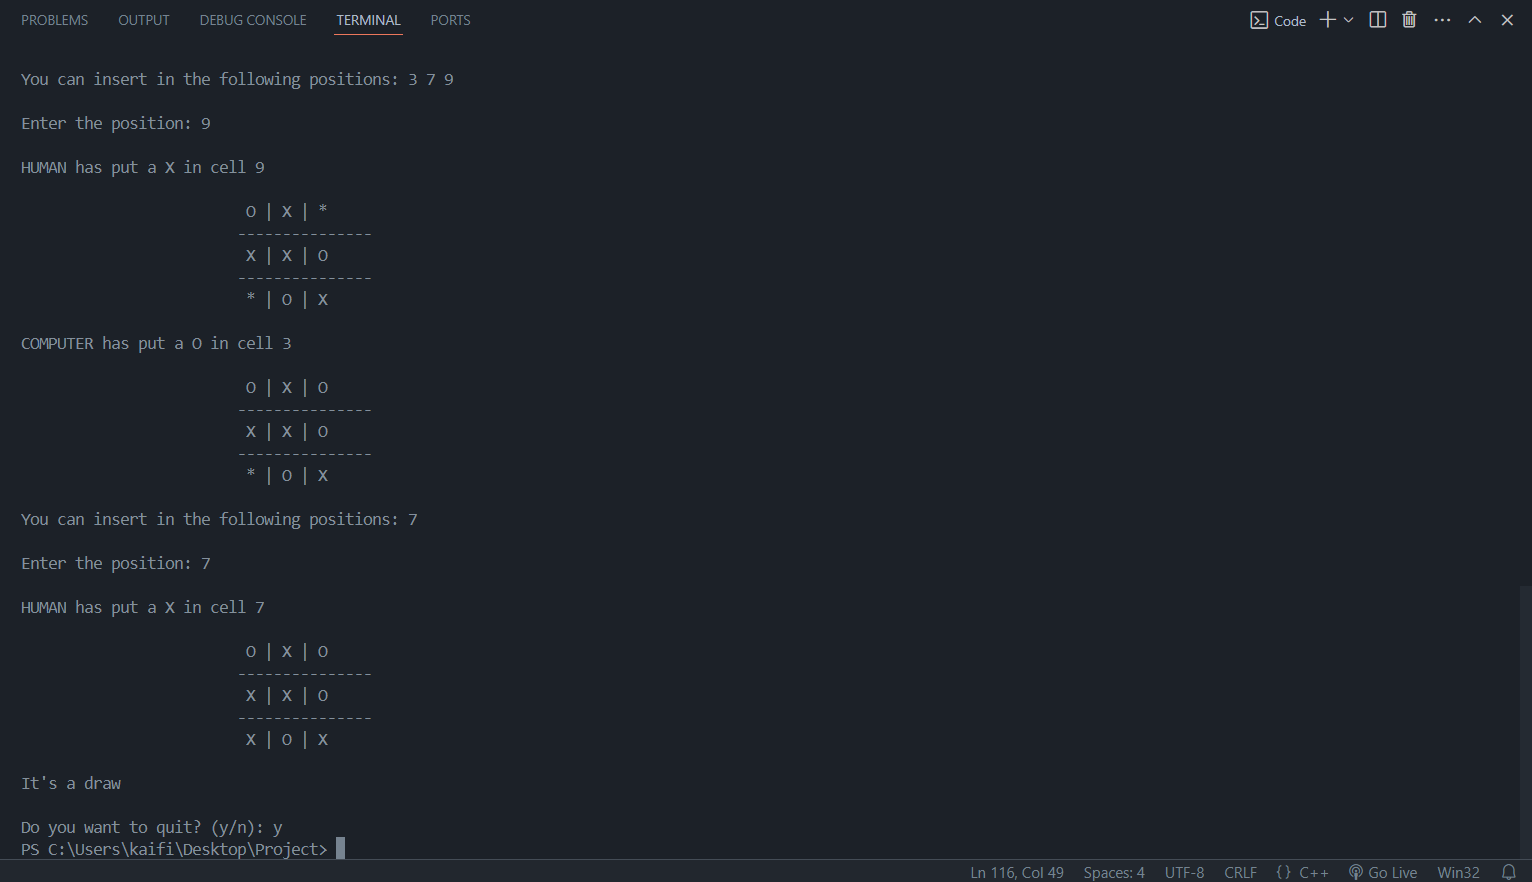 PROBLEMS OUTPUT DEBUG CONSOLE TERMINAL PORTS Code
You can insert in the following positions: 3 7 9
Enter the position: 9
HUMAN has put a X in cell 9
O | X | *
---------------
X | X | O
---------------
* | O | X
COMPUTER has put a O in cell 3
O | X | O
---------------
X | X | O
---------------
* | O | X
You can insert in the following positions: 7
Enter the position: 7
HUMAN has put a X in cell 7
O | X | O
---------------
X | X | O
---------------
X | O | X
It's a draw
Do you want to quit? (y/n): y
PS C:\Users\kaifi\Desktop\Project>
Ln 116, Col 49 Spaces: 4 UTF-8 CRLF {} C++ Go Live Win32